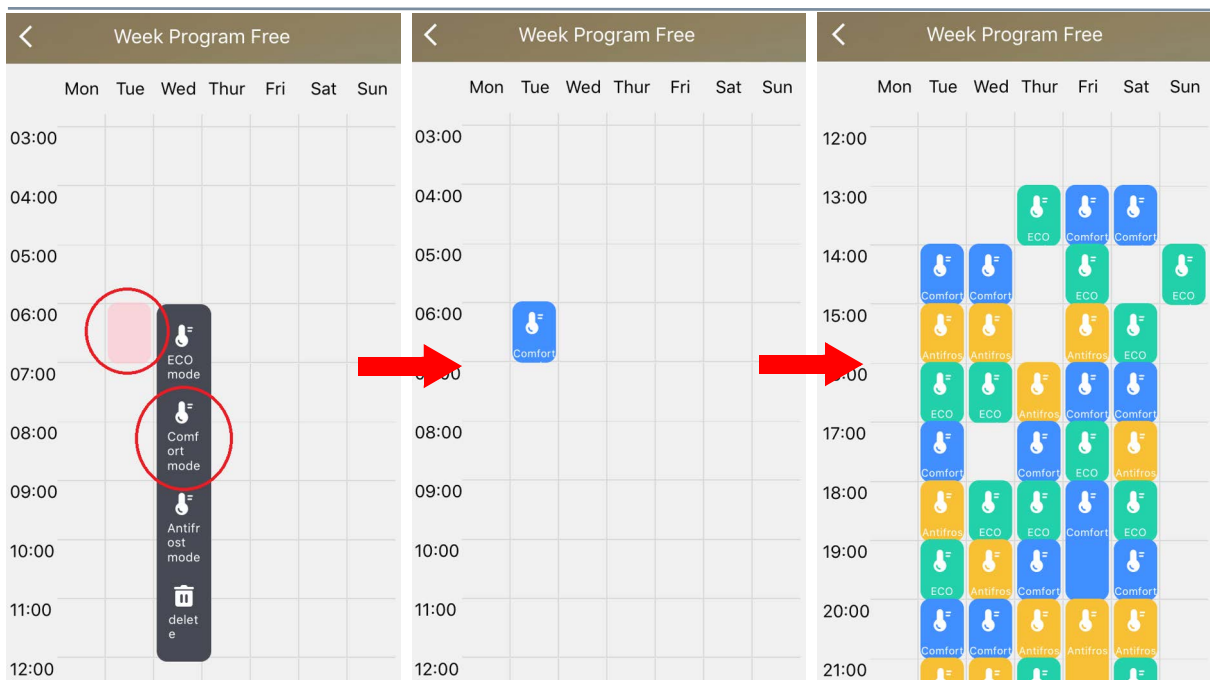 Week Program Free
Mon Tue Wed Thur Fri Sat Sun
03:00
04:00
05:00
06:00
07:00
08:00
09:00
10:00
11:00
12:00
ECO
mode
Comf
ort
mode
Antifr
ost
mode
delet
e
Week Program Free
Mon Tue Wed Thur Fri Sat Sun
03:00
04:00
05:00
06:00
Comfort
08:00
09:00
10:00
11:00
12:00
Week Program Free
Mon Tue Wed Thur Fri Sat Sun
12:00
13:00
ECO Comfort Comfort
14:00
Comfort Comfort ECO ECO
15:00
Antifros Antifros Antifros ECO
ECO ECO Antifros Comfort Comfort
17:00
Comfort Comfort ECO Antifros
18:00
Antifros ECO ECO Comfort ECO
19:00
ECO Antifros Comfort Comfort
20:00
Comfort Comfort Antifros Antifros Antifros
21:00